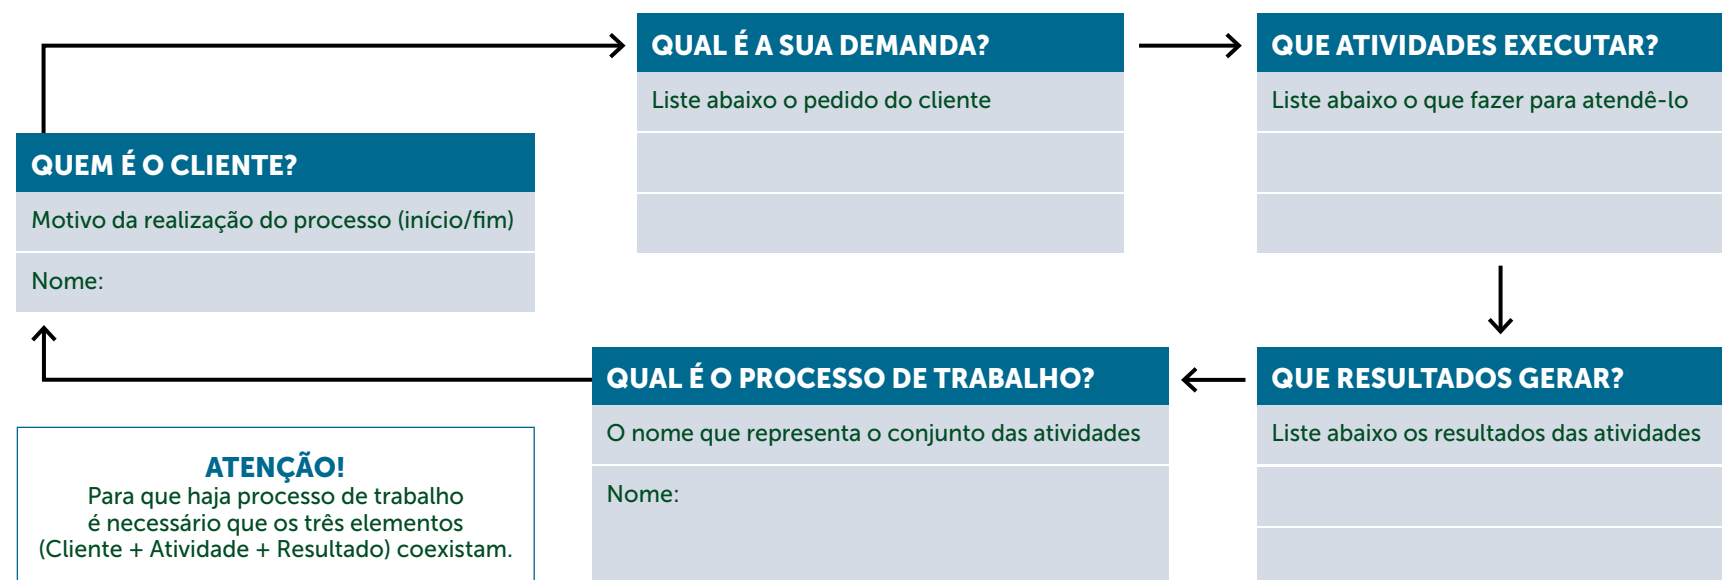 QUEM É O CLIENTE?
Motivo da realização do processo (início/fim)
Nome:
QUAL É A SUA DEMANDA?
Liste abaixo o pedido do cliente
QUE ATIVIDADES EXECUTAR?
Liste abaixo o que fazer para atendê-lo
QUE RESULTADOS GERAR?
Liste abaixo os resultados das atividades
QUAL É O PROCESSO DE TRABALHO?
O nome que representa o conjunto das atividades
Nome:
ATENÇÃO!
Para que haja processo de trabalho
é necessário que os três elementos
(Cliente + Atividade + Resultado) coexistam.